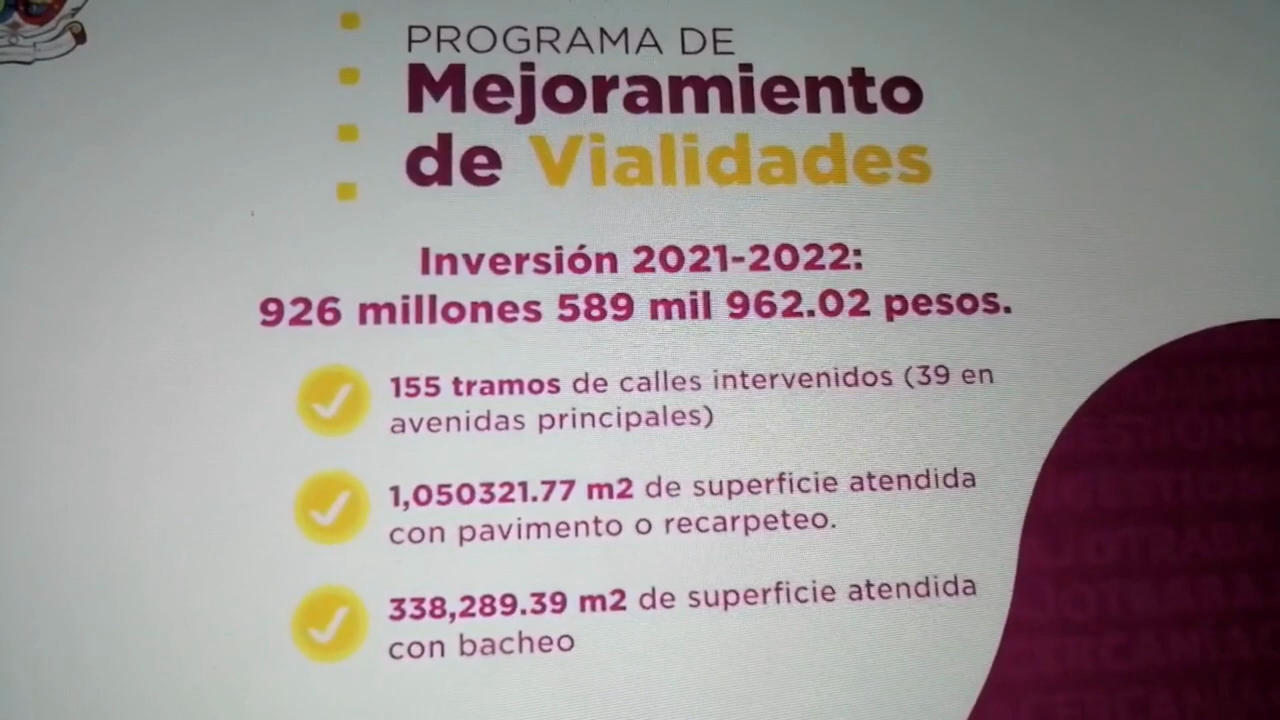 PROGRAMA DE
Mejoramiento
de Vialidades
Inversión 2021-2022:
926 millones 589 mil 962.02 pesos.
155 tramos de calles intervenidos (39 en
avenidas principales)
1,050321.77 m2 de superficie atendida
con pavimento o recarpeteo.
338,289.39 m2 de superficie atendida
con bacheo